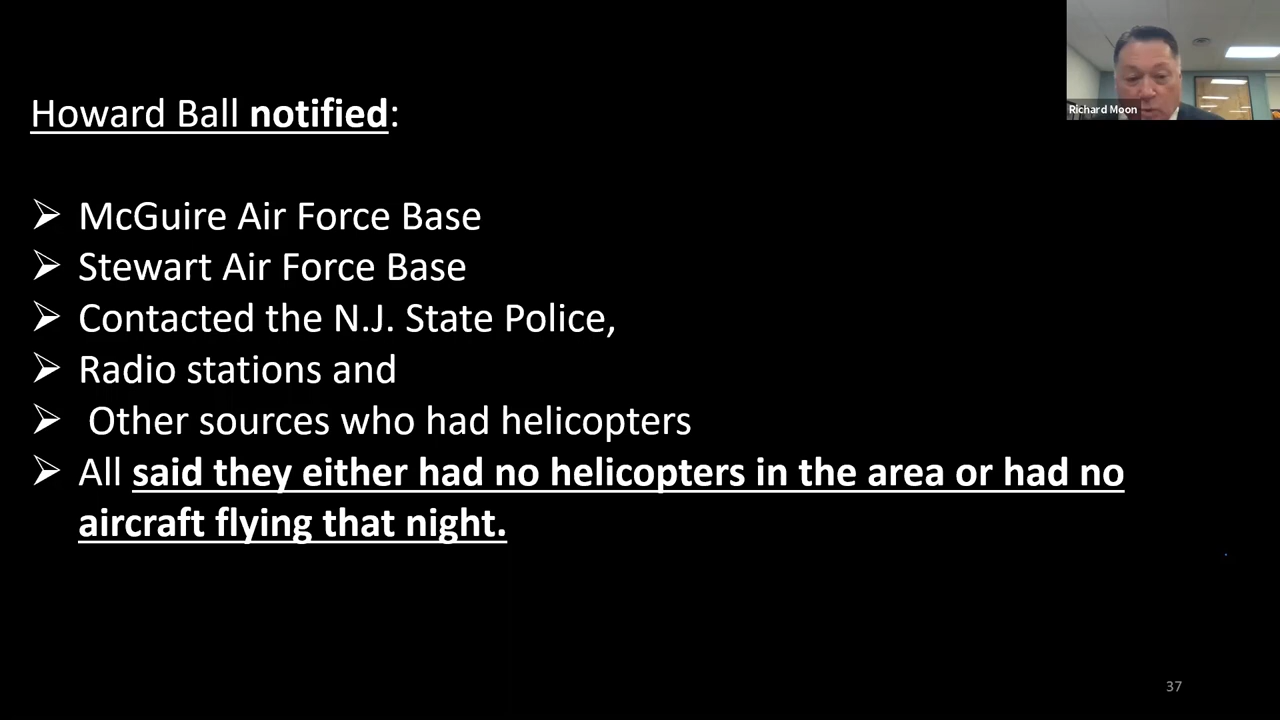 Richard Moon
Howard Ball notified:
➢ McGuire Air Force Base
➢ Stewart Air Force Base
➢ Contacted the N.J. State Police,
➢ Radio stations and
➢ Other sources who had helicopters
➢ All said they either had no helicopters in the area or had no
aircraft flying that night.
37